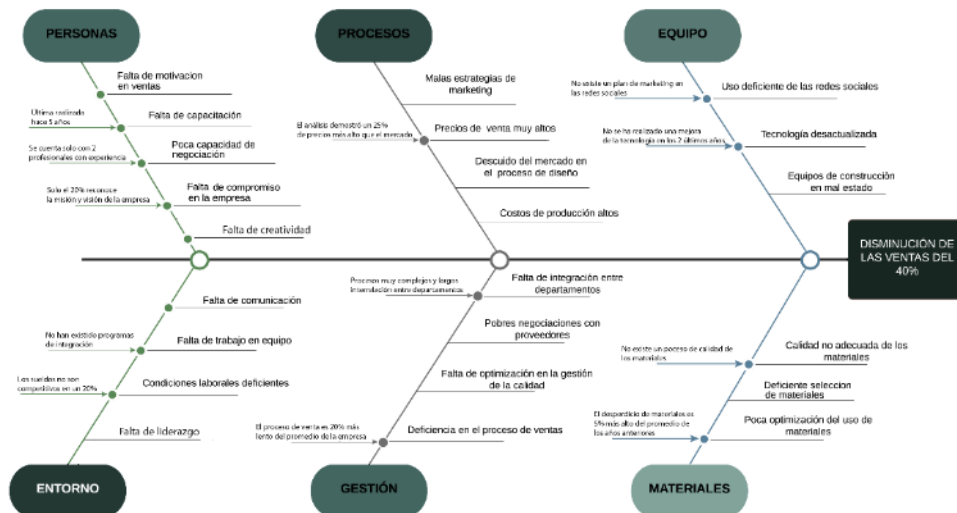 PERSONAS
PROCESOS
EQUIPO
Falta de motivacion
en ventas
Ultima realizada
hace 5 años
Falta de capacitación
Se cuenta solo con 2
profesionales con experiencia
Poca capacidad de
negociación
Solo el 20% reconoce
la misión y visión de la empresa
Falta de compromiso
en la empresa
Falta de creatividad
Malas estrategias de
marketing
El análisis demostró un 25%
de precios más alto que el mercado
Precios de venta muy altos
Descuido del mercado en
el proceso de diseño
Costos de producción altos
No existe un plan de marketing en
las redes sociales
Uso deficiente de las redes sociales
No se ha realizado una mejora
de la tecnología en los 2 últimos años
Tecnología desactualizada
Equipos de construcción
en mal estado
DISMINUCIÓN DE
LAS VENTAS DEL
40%
Falta de comunicación
No han existido programas
de integración
Falta de trabajo en equipo
Los sueldos no son
competitivos en un 20%
Condiciones laborales deficientes
Falta de liderazgo
Procesos muy complejos y largos
Interrelación entre departamentos
Falta de integración entre
departamentos
Pobres negociaciones con
proveedores
Falta de optimización en la gestión
de la calidad
El proceso de venta es 20% más
lento del promedio de la empresa
Deficiencia en el proceso de ventas
No existe un poceso de calidad de
los materiales
Calidad no adecuada de los
materiales
Deficiente seleccion
de materiales
El desperdicio de materiales es
5% más alto del promedio de
los años anteriores
Poca optimización del uso de
materiales
ENTORNO
GESTIÓN
MATERIALES